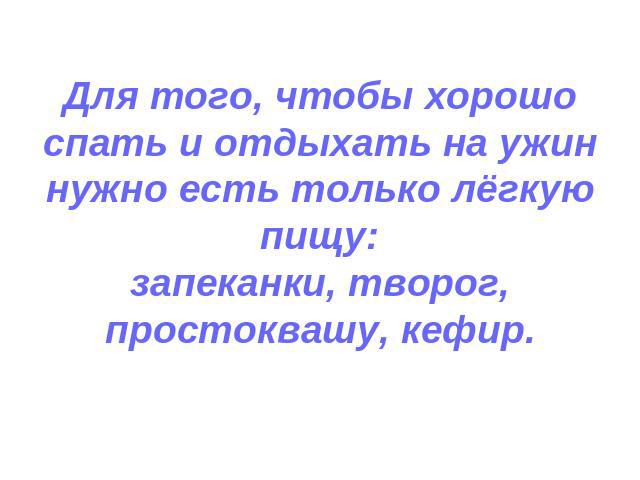 Для того, чтобы хорошо
спать и отдыхать на ужин
нужно есть только лёгкую
пищу:
запеканки, творог,
простоквашу, кефир.